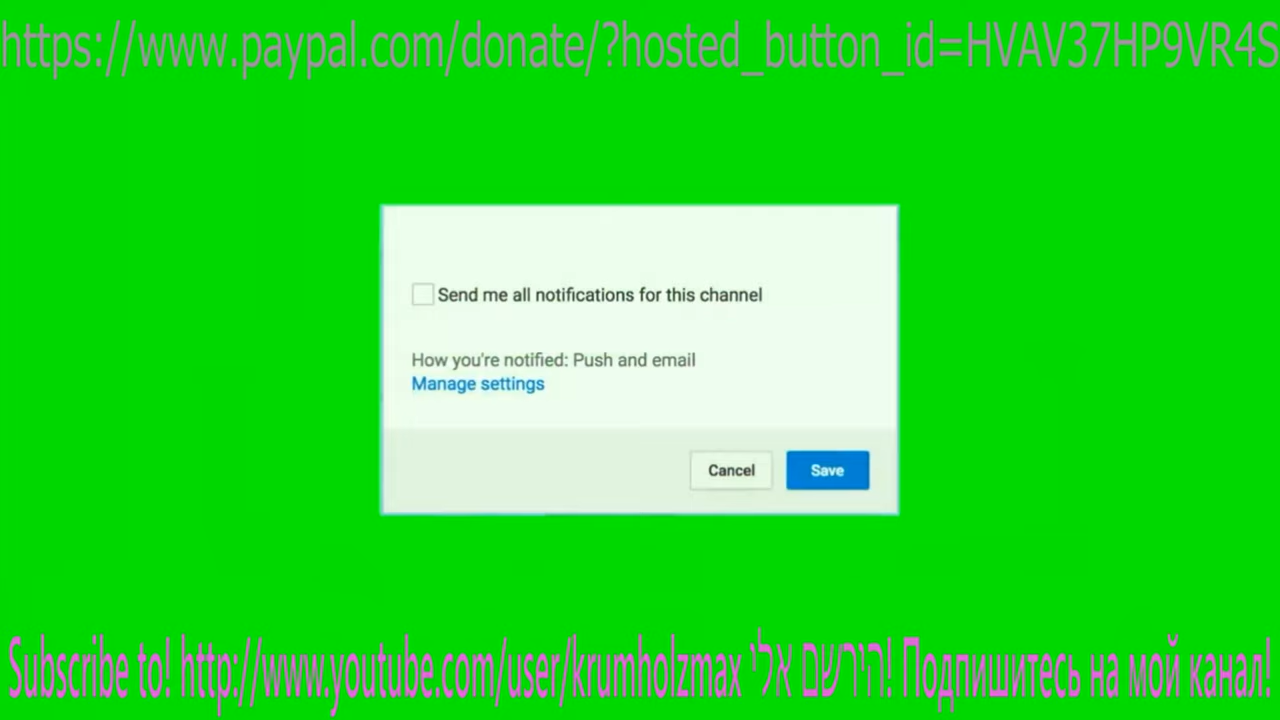 https://www.paypal.com/donate/?hosted_button_id=HVAV37HP9VR4S
Send me all notifications for this channel
How you're notified: Push and email
Manage settings
Cancel Save
Subscribe to! http://www.youtube.com/user/krumholzmax הירשם אלי! Подпишитесь на мой канал!